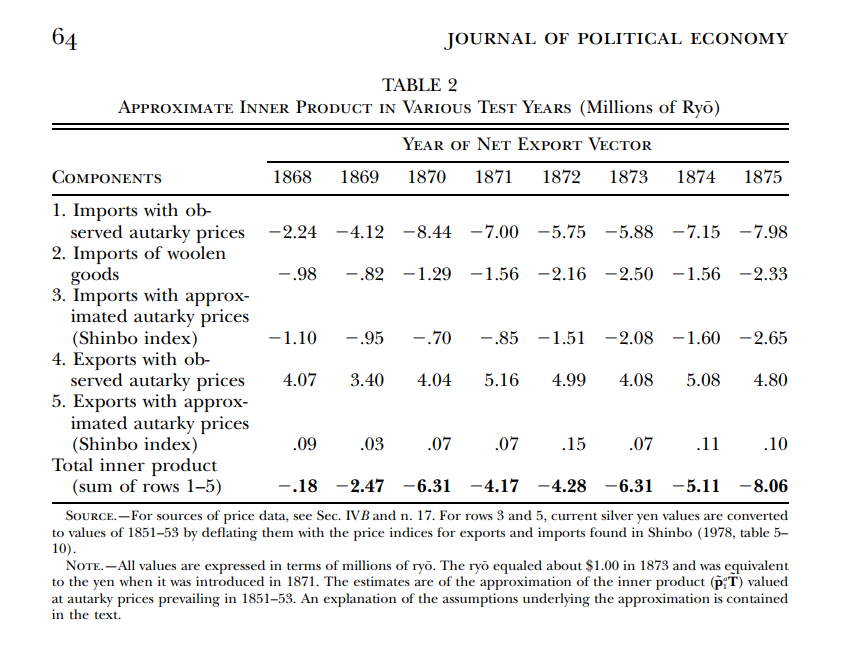 64 JOURNAL OF POLITICAL ECONOMY
TABLE 2
Approximate Inner Product in Various Test Years (Millions of Ryō)
Year of Net Export Vector
Components 1868 1869 1870 1871 1872 1873 1874 1875
1. Imports with ob-
served autarky prices −2.24 −4.12 −8.44 −7.00 −5.75 −5.88 −7.15 −7.98
2. Imports of woolen
goods −.98 −.82 −1.29 −1.56 −2.16 −2.50 −1.56 −2.33
3. Imports with approx-
imated autarky prices
(Shinbo index) −1.10 −.95 −.70 −.85 −1.51 −2.08 −1.60 −2.65
4. Exports with ob-
served autarky prices 4.07 3.40 4.04 5.16 4.99 4.08 5.08 4.80
5. Exports with approx-
imated autarky prices
(Shinbo index) .09 .03 .07 .07 .15 .07 .11 .10
Total inner product
(sum of rows 1–5) −.18 −2.47 −6.31 −4.17 −4.28 −6.31 −5.11 −8.06
Source.—For sources of price data, see Sec. IVB and n. 17. For rows 3 and 5, current silver yen values are converted
to values of 1851–53 by deflating them with the price indices for exports and imports found in Shinbo (1978, table 5–
10).
Note.—All values are expressed in terms of millions of ryō. The ryō equaled about $1.00 in 1873 and was equivalent
to the yen when it was introduced in 1871. The estimates are of the approximation of the inner product (p̃₁ᵃT̃) valued
at autarky prices prevailing in 1851–53. An explanation of the assumptions underlying the approximation is contained
in the text.